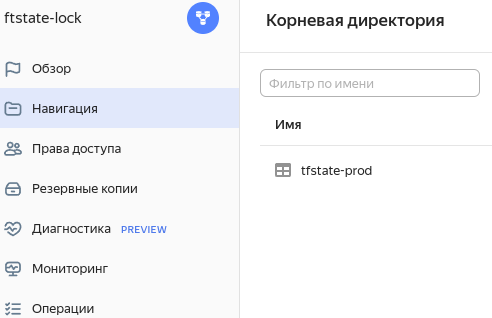 ftstate-lock
Обзор
Навигация
Права доступа
Резервные копии
Диагностика PREVIEW
Мониторинг
Операции
Корневая директория
Фильтр по имени
Имя
tfstate-prod